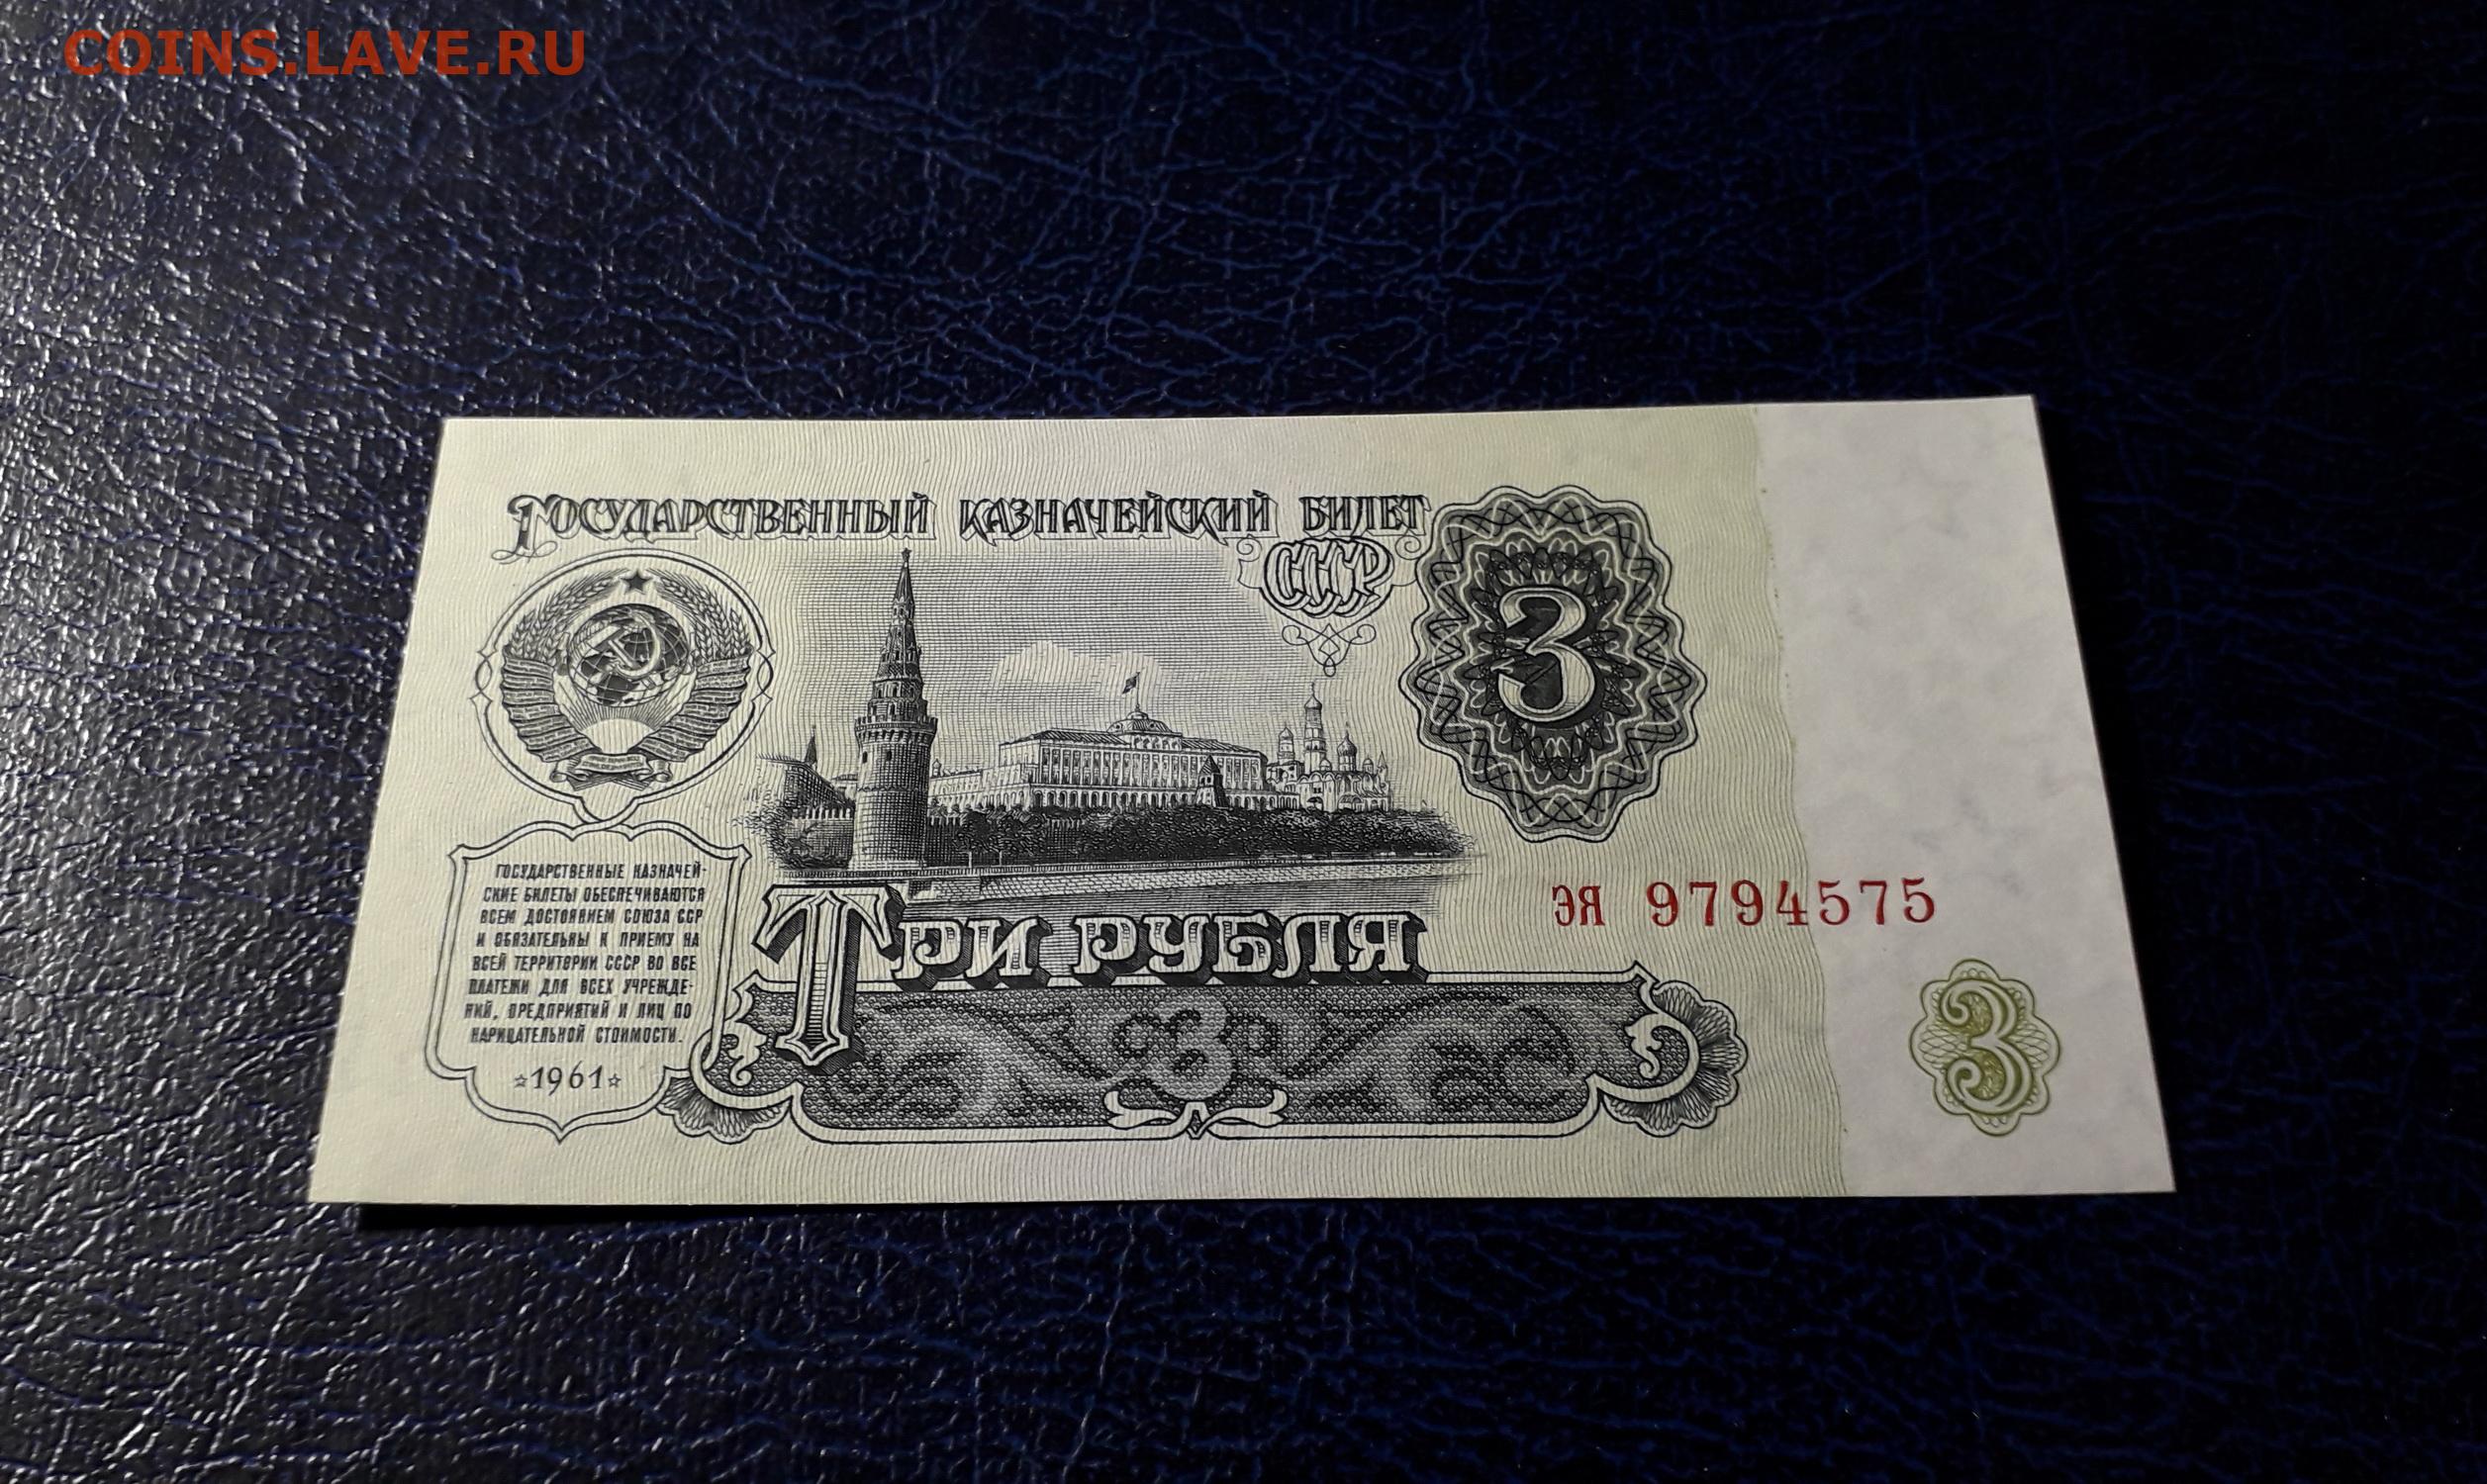 COINS.LAVE.RU
ГОСУДАРСТВЕННЫЙ КАЗНАЧЕЙСКИЙ БИЛЕТ
СССР
3
ГОСУДАРСТВЕННЫЕ КАЗНАЧЕЙ-
СКИЕ БИЛЕТЫ ОБЕСПЕЧИВАЮТСЯ
ВСЕМ ДОСТОЯНИЕМ СОЮЗА ССР
И ОБЯЗАТЕЛЬНЫ К ПРИЕМУ НА
ВСЕЙ ТЕРРИТОРИИ СССР ВО ВСЕ
ПЛАТЕЖИ ДЛЯ ВСЕХ УЧРЕЖДЕ-
НИЙ, ПРЕДПРИЯТИЙ И ЛИЦ ПО
НАРИЦАТЕЛЬНОЙ СТОИМОСТИ.
☆1961☆
ТРИ РУБЛЯ
ЭЯ 9794575
3
3